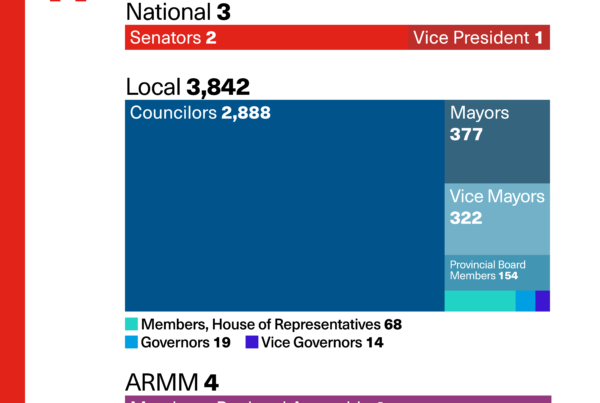 National 3
Senators 2
Vice President 1
Local 3,842
Councilors 2,888
Mayors
377
Vice Mayors
322
Provincial Board
Members 154
Members, House of Representatives 68
Governors 19
Vice Governors 14
ARMM 4